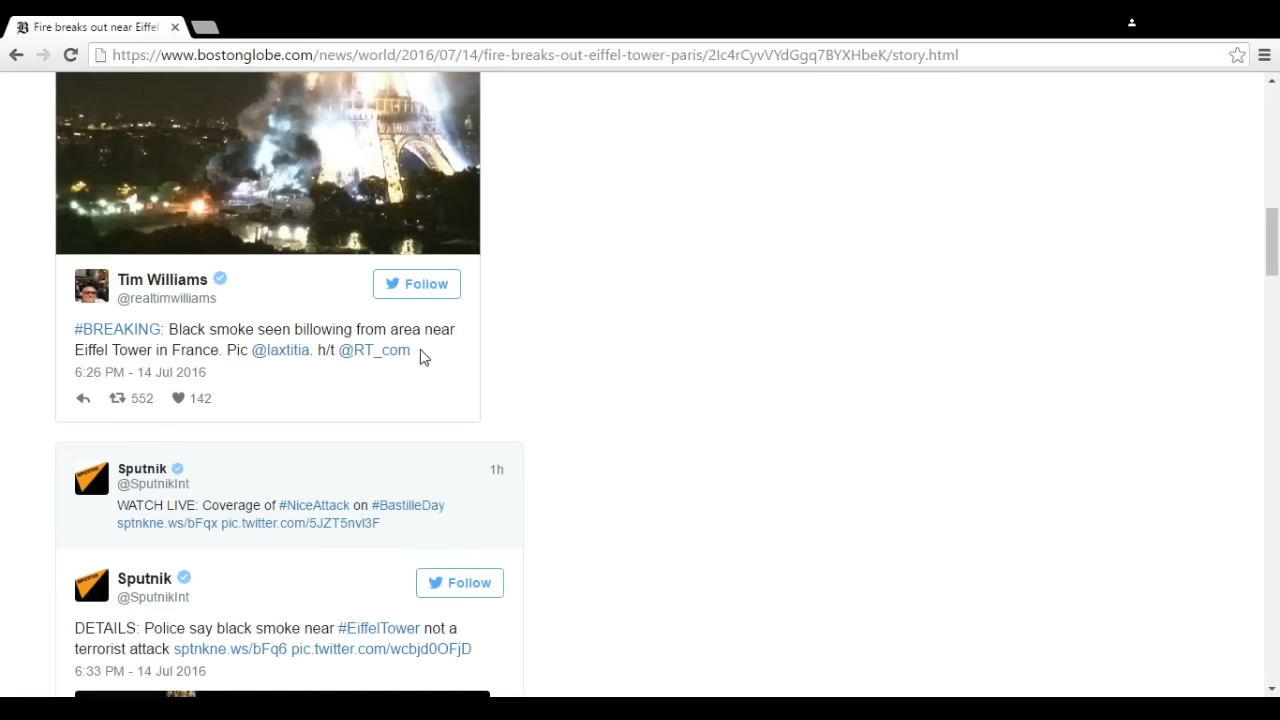 Fire breaks out near Eiffel
https://www.bostonglobe.com/news/world/2016/07/14/fire-breaks-out-eiffel-tower-paris/2Ic4rCyvVYdGgq7BYXHbeK/story.html
Tim Williams
@realtimwilliams
Follow
#BREAKING: Black smoke seen billowing from area near
Eiffel Tower in France. Pic @laxtitia. h/t @RT_com
6:26 PM - 14 Jul 2016
552 142
Sputnik
@SputnikInt
1h
WATCH LIVE: Coverage of #NiceAttack on #BastilleDay
sptnkne.ws/bFqx pic.twitter.com/5JZT5nvl3F
Sputnik
@SputnikInt
Follow
DETAILS: Police say black smoke near #EiffelTower not a
terrorist attack sptnkne.ws/bFq6 pic.twitter.com/wcbjd0OFjD
6:33 PM - 14 Jul 2016